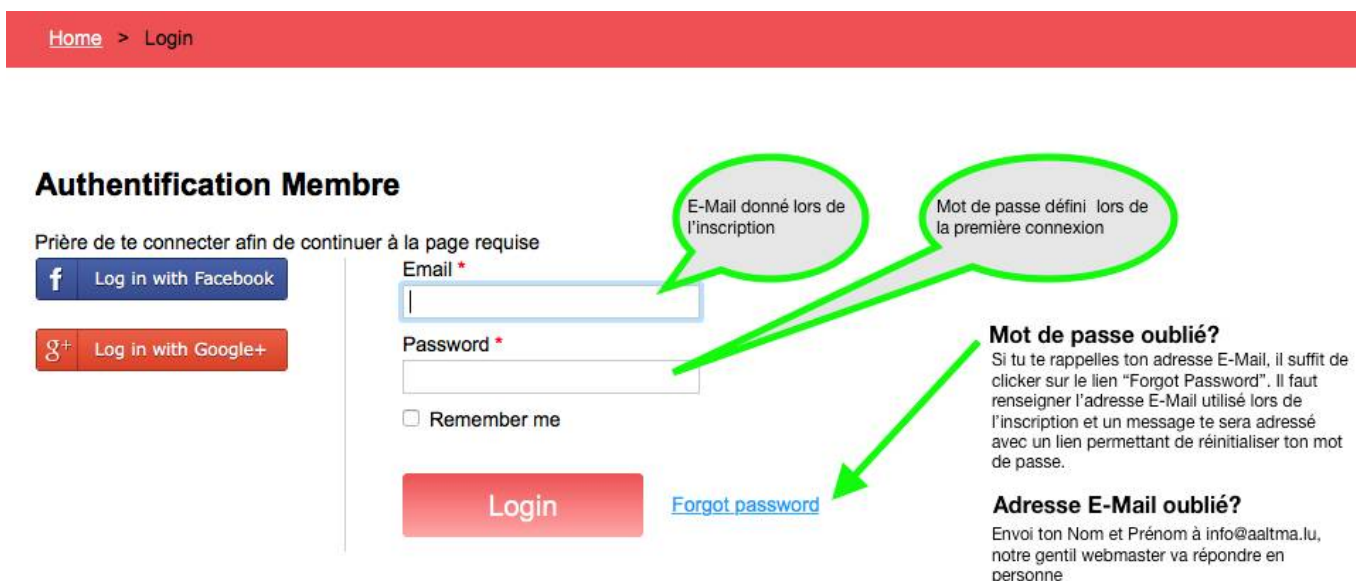 Home > Login
Authentification Membre
Prière de te connecter afin de continuer à la page requise
f Log in with Facebook
g+ Log in with Google+
Email *
Password *
Remember me
Login
Forgot password
E-Mail donné lors de
l'inscription
Mot de passe défini lors de
la première connexion
Mot de passe oublié?
Si tu te rappelles ton adresse E-Mail, il suffit de
clicker sur le lien “Forgot Password”. Il faut
renseigner l'adresse E-Mail utilisé lors de
l'inscription et un message te sera adressé
avec un lien permettant de réinitialiser ton mot
de passe.
Adresse E-Mail oublié?
Envoi ton Nom et Prénom à info@aaltma.lu,
notre gentil webmaster va répondre en
personne